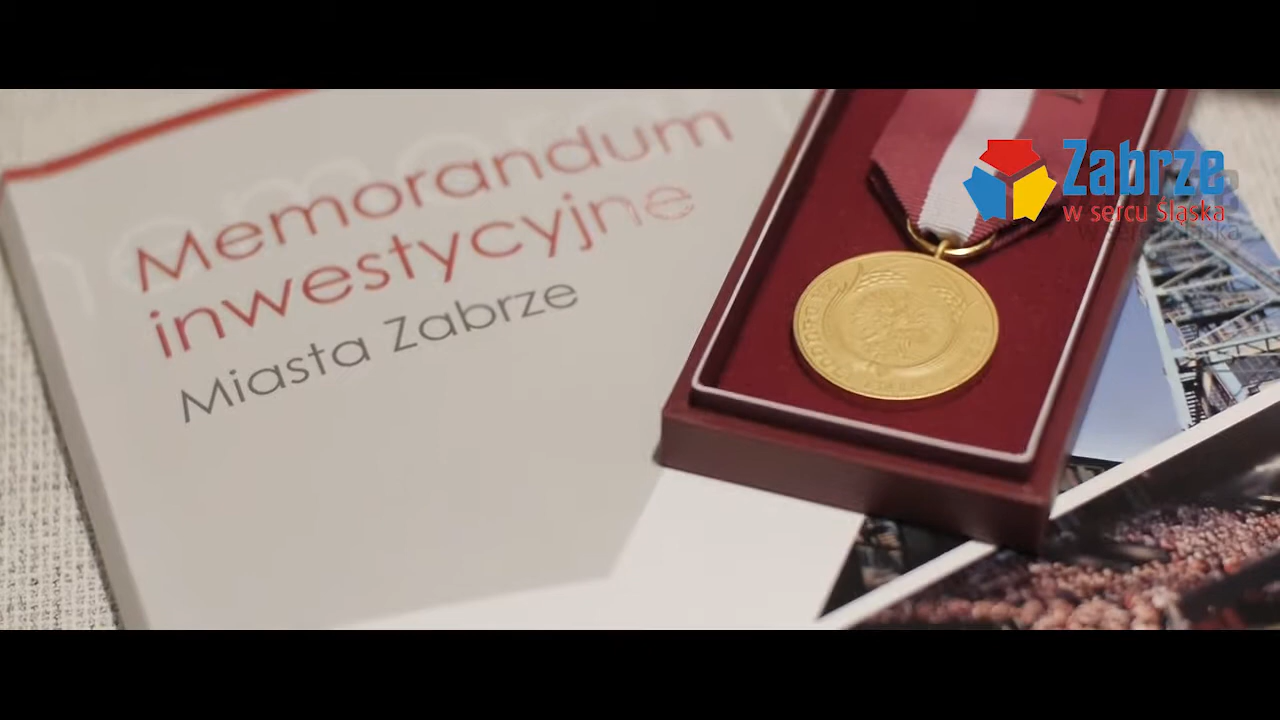 Memorandum
inwestycyjne
Miasta Zabrze
Zabrze
w sercu Śląska